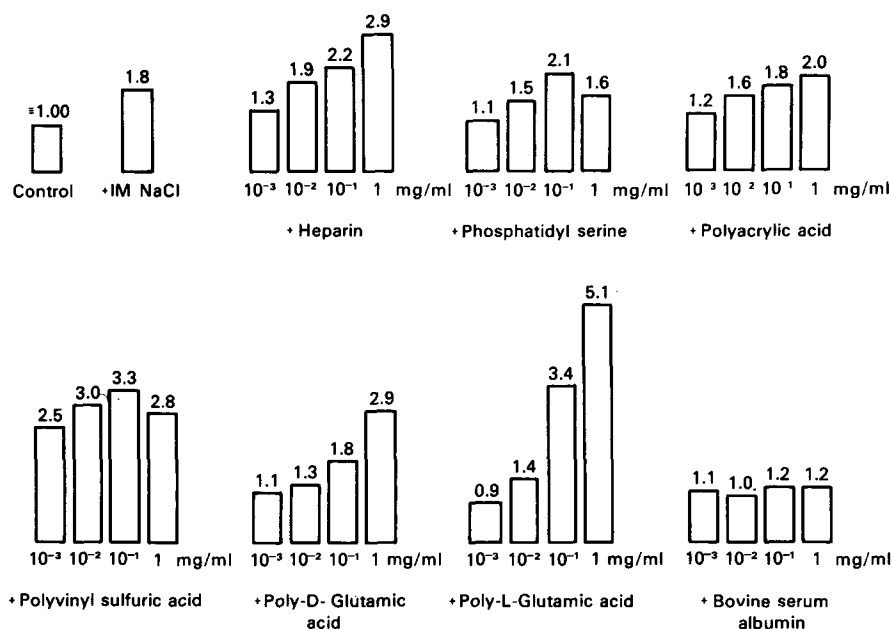 ≡1.00
1.8
Control
+IM NaCl
1.3
1.9
2.2
2.9
10⁻³ 10⁻² 10⁻¹ 1 mg/ml
+ Heparin
1.1
1.5
2.1
1.6
10⁻³ 10⁻² 10⁻¹ 1 mg/ml
+ Phosphatidyl serine
1.2
1.6
1.8
2.0
10 ³ 10 ² 10 ¹ 1 mg/ml
+ Polyacrylic acid
2.5
3.0
3.3
2.8
10⁻³ 10⁻² 10⁻¹ 1 mg/ml
+ Polyvinyl sulfuric acid
1.1
1.3
1.8
2.9
10⁻³ 10⁻² 10⁻¹ 1 mg/ml
+Poly-D- Glutamic
acid
0.9
1.4
3.4
5.1
10⁻³ 10⁻² 10⁻¹ 1 mg/ml
+Poly-L-Glutamic acid
1.1
1.0
1.2
1.2
10⁻³ 10⁻² 10⁻¹ 1 mg/ml
+ Bovine serum
albumin